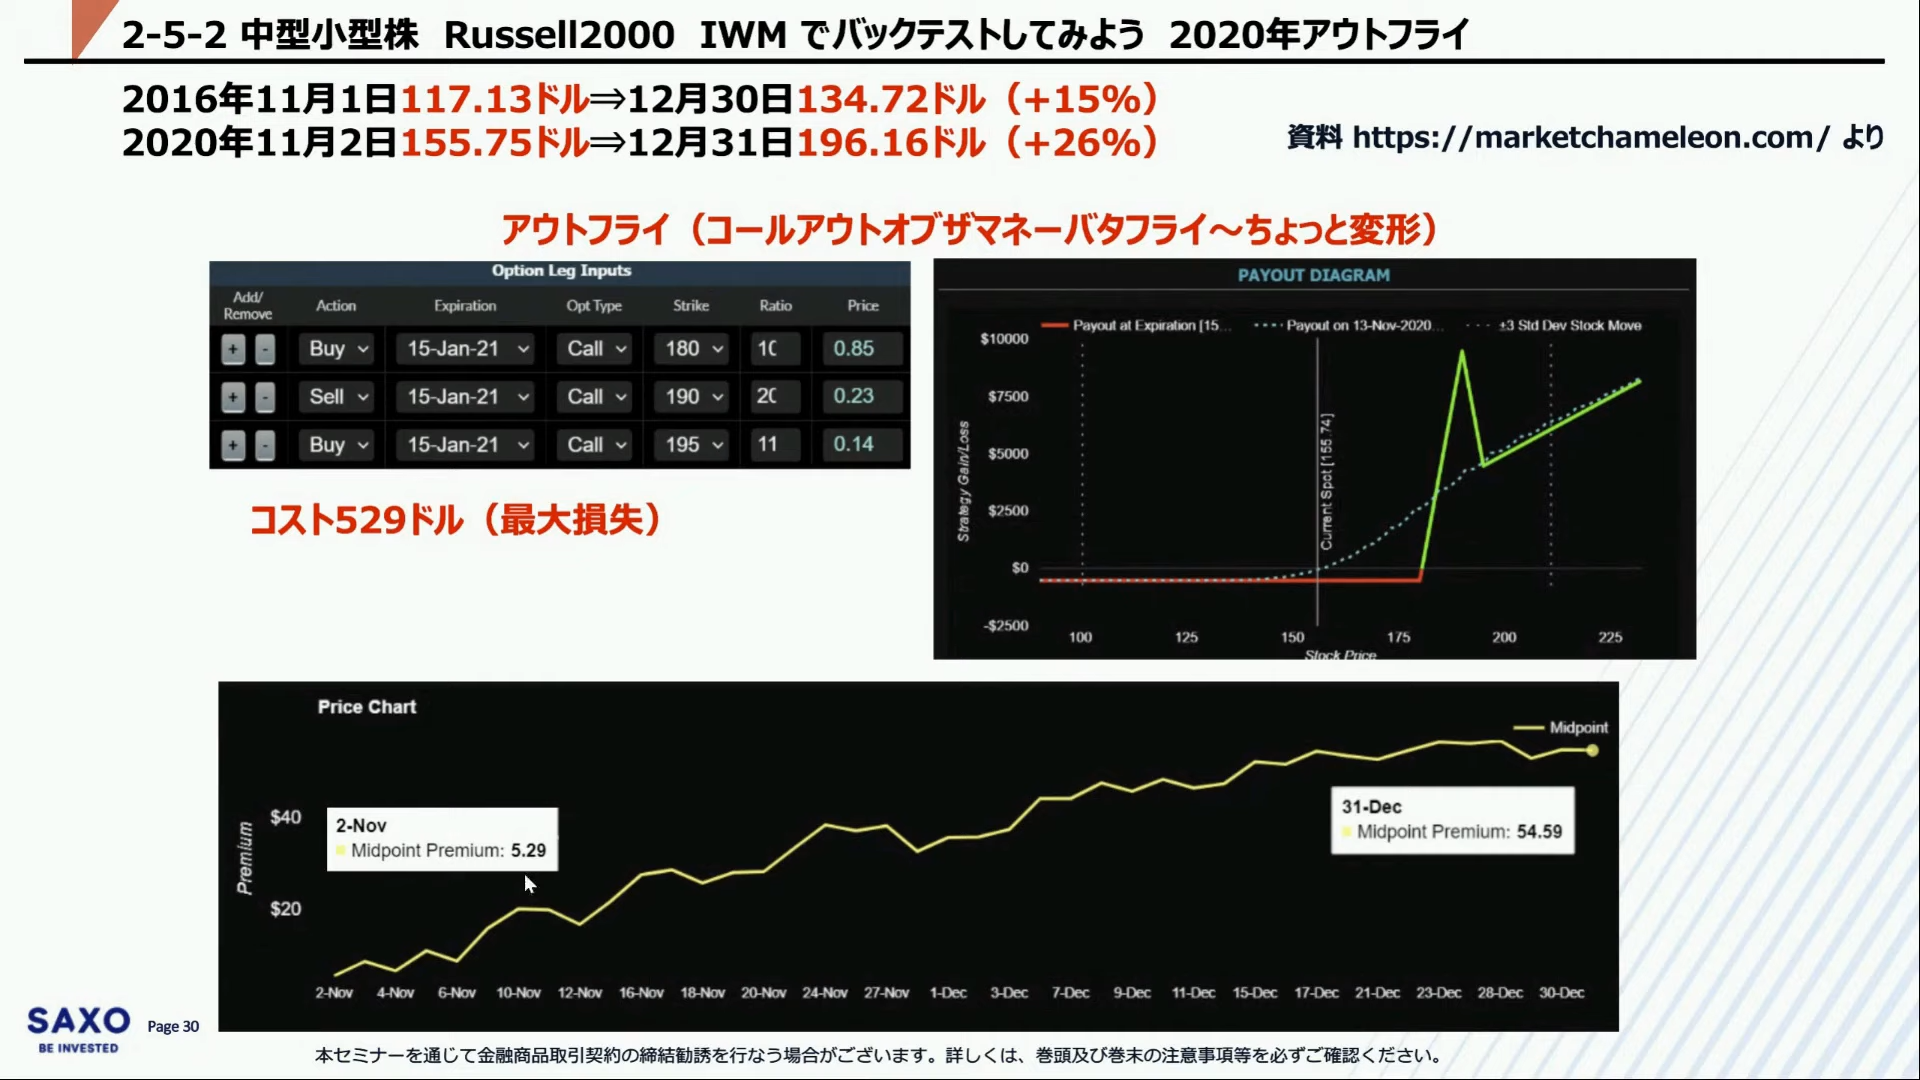 2-5-2 中型小型株 Russell2000 IWM でバックテストしてみよう 2020年アウトフライ
2016年11月1日117.13ドル⇒12月30日134.72ドル（+15%）
2020年11月2日155.75ドル⇒12月31日196.16ドル（+26%）
資料 https://marketchameleon.com/ より
アウトフライ（コールアウトオブザマネーバタフライ～ちょっと変形）
Option Leg Inputs
Add/
Remove Action Expiration Opt Type Strike Ratio Price
+ - Buy 15-Jan-21 Call 180 10 0.85
+ - Sell 15-Jan-21 Call 190 20 0.23
+ - Buy 15-Jan-21 Call 195 11 0.14
コスト529ドル（最大損失）
PAYOUT DIAGRAM
Payout at Expiration [15... Payout on 13-Nov-2020... ±3 Std Dev Stock Move
$10000
$7500
$5000
$2500
$0
-$2500
Strategy Gain/Loss
Current Spot [155.74]
100 125 150 175 200 225
Stock Price
Price Chart
Midpoint
Premium
$40
$20
2-Nov
Midpoint Premium: 5.29
31-Dec
Midpoint Premium: 54.59
2-Nov 4-Nov 6-Nov 10-Nov 12-Nov 16-Nov 18-Nov 20-Nov 24-Nov 27-Nov 1-Dec 3-Dec 7-Dec 9-Dec 11-Dec 15-Dec 17-Dec 21-Dec 23-Dec 28-Dec 30-Dec
SAXO
BE INVESTED
Page 30
本セミナーを通じて金融商品取引契約の締結勧誘を行なう場合がございます。詳しくは、巻頭及び巻末の注意事項等を必ずご確認ください。